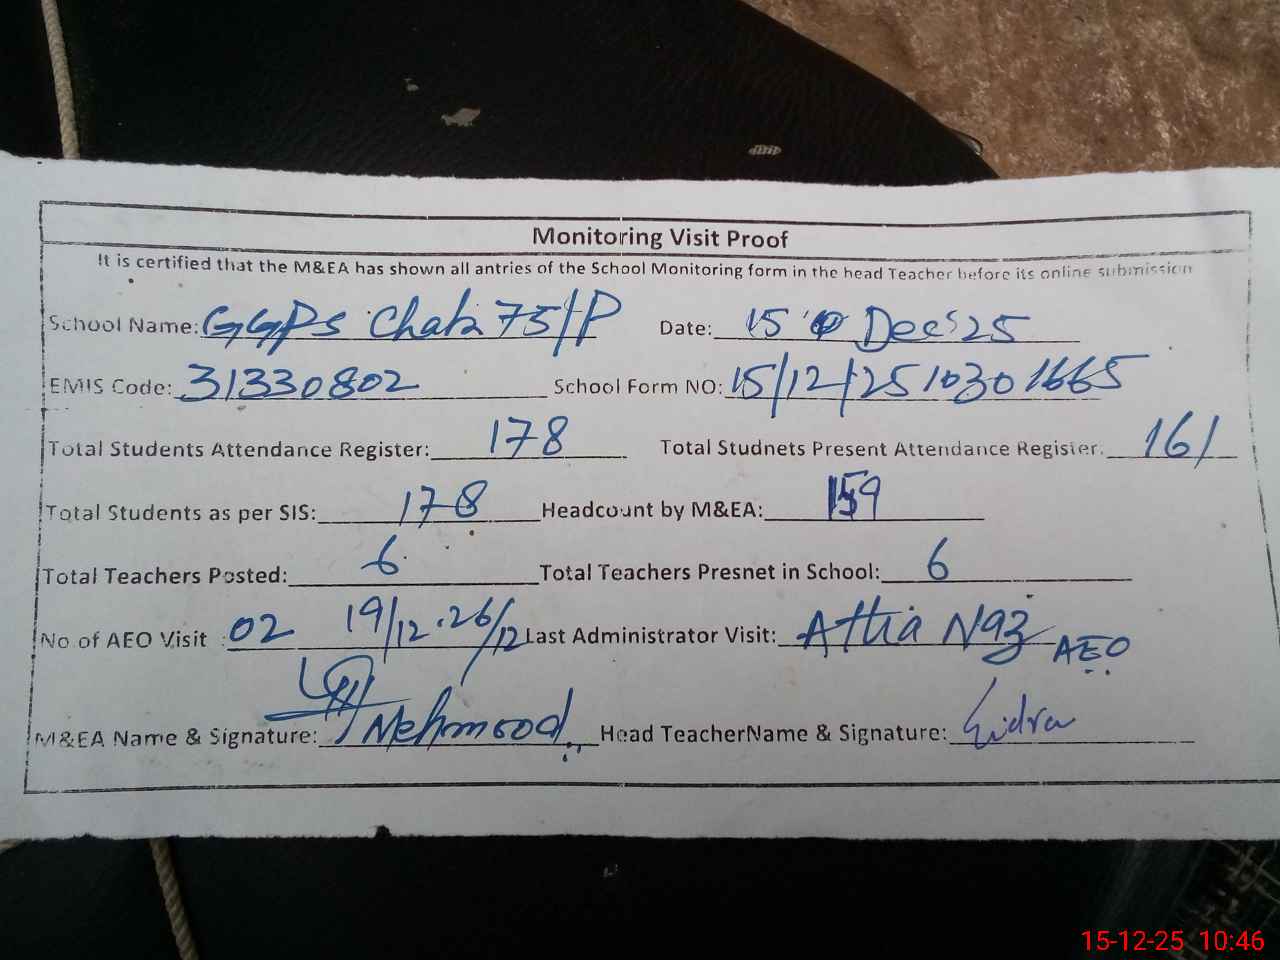 Monitoring Visit Proof
It is certified that the M&EA has shown all antries of the School Monitoring form in the head Teacher before its online submission
School Name: GGPS Chak 75/P Date: 15 Dec 25
EMIS Code: 31330802 School Form NO: 15/12/25 10301665
Total Students Attendance Register: 178 Total Studnets Present Attendance Register: 161
Total Students as per SIS: 178 Headcount by M&EA: 159
Total Teachers Posted: 6 Total Teachers Presnet in School: 6
No of AEO Visit : 02 19/12.26/12 Last Administrator Visit: Attia Naz AEO
M&EA Name & Signature: Mehmood Head TeacherName & Signature: Sidra
15-12-25 10:46